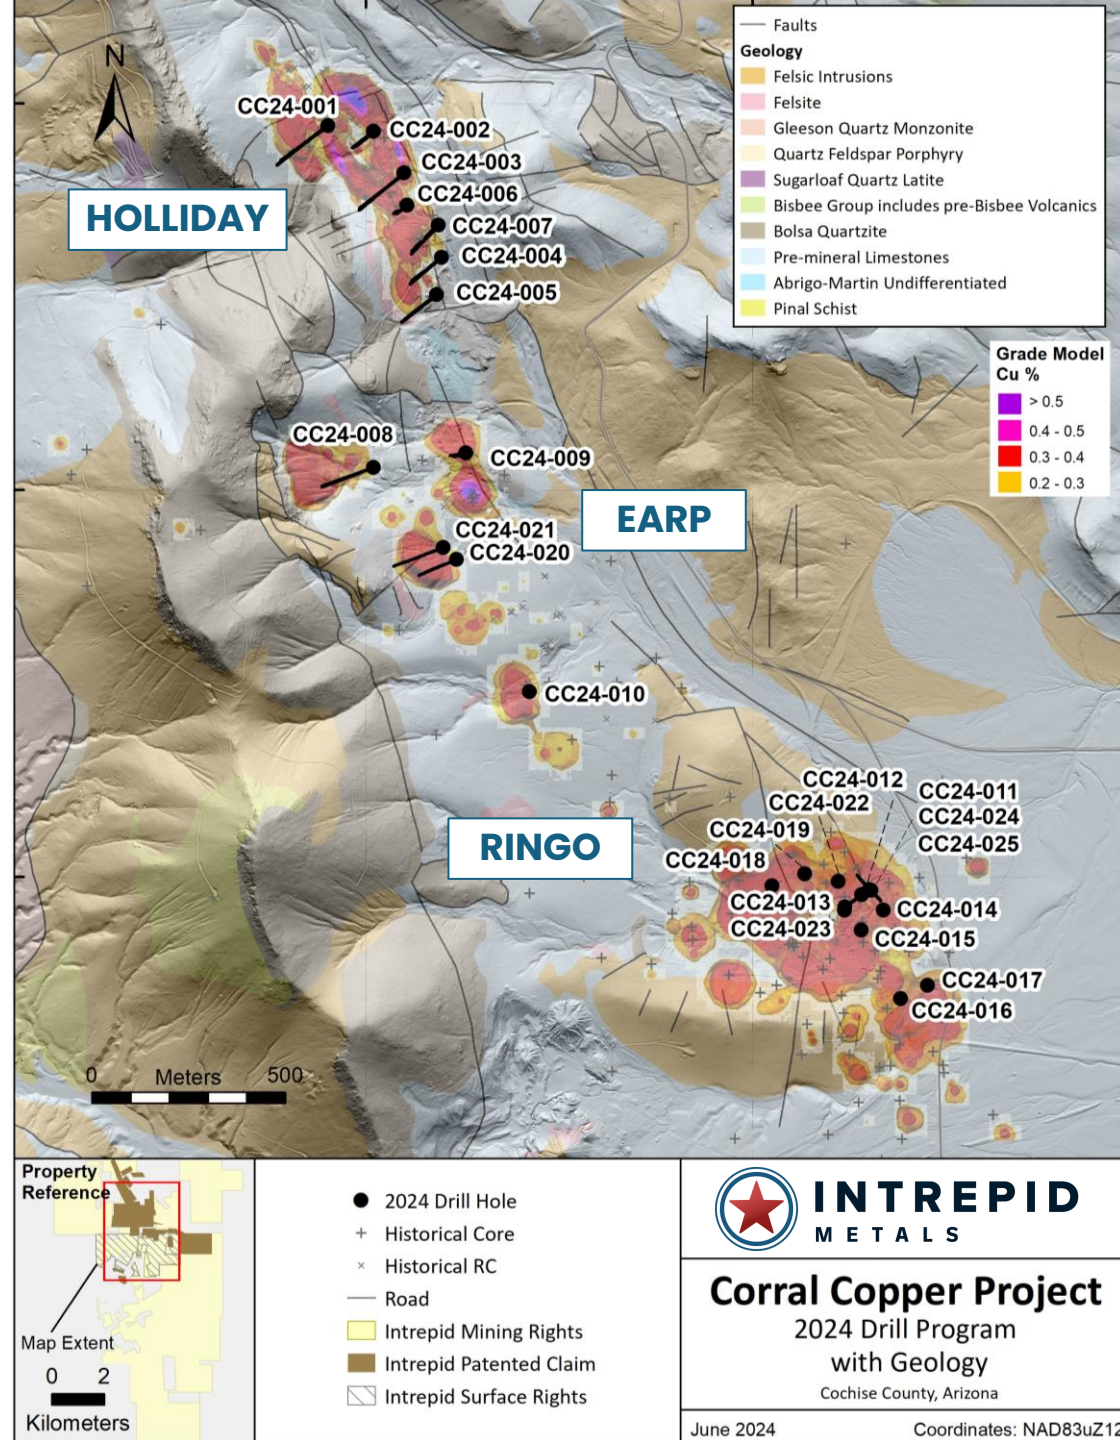 Faults
Geology
Felsic Intrusions
Felsite
Gleeson Quartz Monzonite
Quartz Feldspar Porphyry
Sugarloaf Quartz Latite
Bisbee Group includes pre-Bisbee Volcanics
Bolsa Quartzite
Pre-mineral Limestones
Abrigo-Martin Undifferentiated
Pinal Schist
Grade Model
Cu %
> 0.5
0.4 - 0.5
0.3 - 0.4
0.2 - 0.3
N
CC24-001
CC24-002
CC24-003
CC24-006
HOLLIDAY
CC24-007
CC24-004
CC24-005
CC24-008
CC24-009
EARP
CC24-021
CC24-020
CC24-010
CC24-012
CC24-011
CC24-022
CC24-024
CC24-019
CC24-025
RINGO
CC24-018
CC24-013
CC24-014
CC24-023
CC24-015
CC24-017
CC24-016
0 Meters 500
Property
Reference
Map Extent
0 2
Kilometers
2024 Drill Hole
Historical Core
Historical RC
Road
Intrepid Mining Rights
Intrepid Patented Claim
Intrepid Surface Rights
INTREPID
METALS
Corral Copper Project
2024 Drill Program
with Geology
Cochise County, Arizona
June 2024 Coordinates: NAD83uZ12